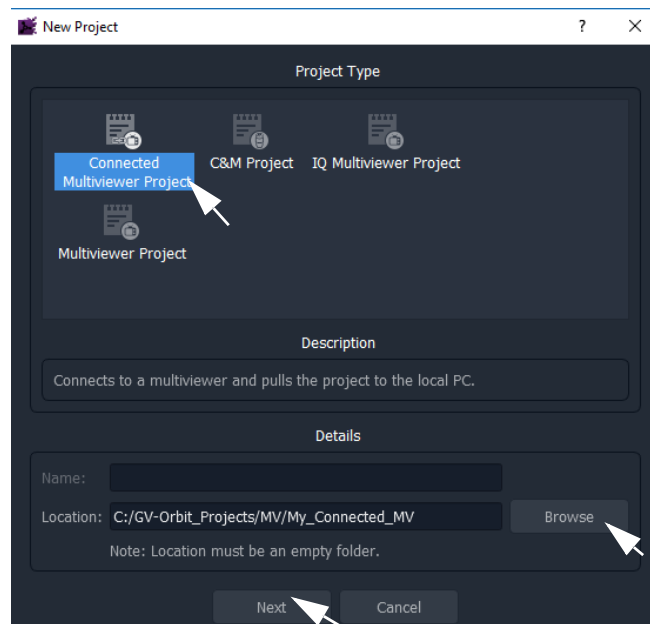 New Project
?
Project Type
Connected
Multiviewer Project
C&M Project
IQ Multiviewer Project
Multiviewer Project
Description
Connects to a multiviewer and pulls the project to the local PC.
Details
Name:
Location: C:/GV-Orbit_Projects/MV/My_Connected_MV Browse
Note: Location must be an empty folder.
Next Cancel